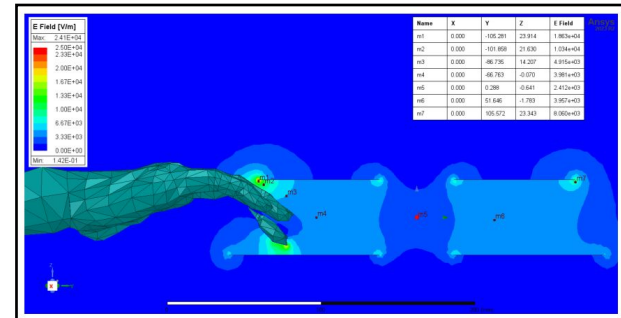 E Field [V/m]
Max: 2.41E+04
2.50E+04
2.33E+04
2.00E+04
1.67E+04
1.33E+04
1.00E+04
6.67E+03
3.33E+03
0.00E+00
Min: 1.42E-01
Name X Y Z E Field
m1 0.000 -105.281 23.914 1.863e+04
m2 0.000 -101.858 21.630 1.034e+04
m3 0.000 -86.735 14.207 4.915e+03
m4 0.000 -66.763 -0.070 3.981e+03
m5 0.000 0.288 -0.641 2.412e+03
m6 0.000 51.646 -1.783 3.957e+03
m7 0.000 105.572 23.343 8.060e+03
Ansys
m1
m2
m3
m4
m5
m6
m7
Z
X